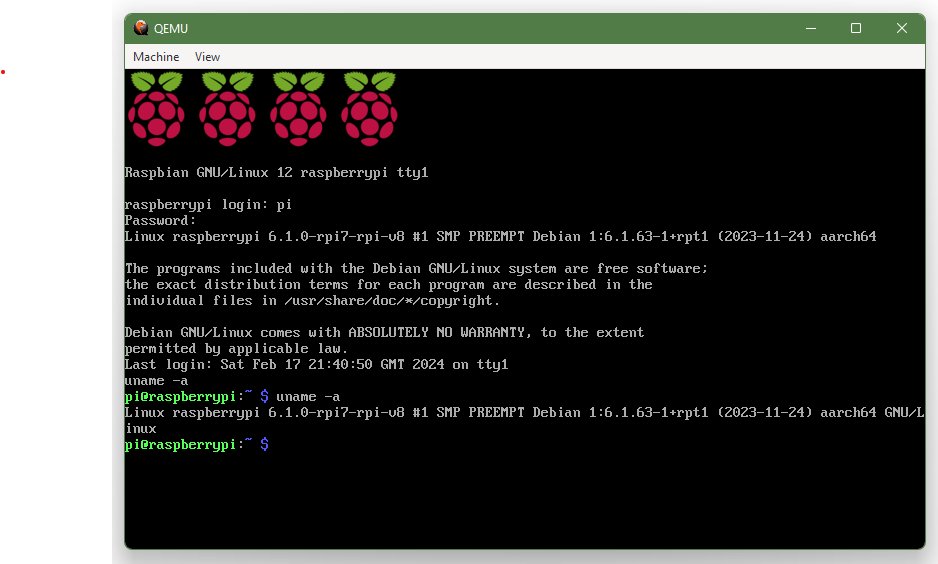 QEMU
Machine View
Raspbian GNU/Linux 12 raspberrypi tty1
raspberrypi login: pi
Password:
Linux raspberrypi 6.1.0-rpi7-rpi-v8 #1 SMP PREEMPT Debian 1:6.1.63-1+rpt1 (2023-11-24) aarch64
The programs included with the Debian GNU/Linux system are free software;
the exact distribution terms for each program are described in the
individual files in /usr/share/doc/*/copyright.
Debian GNU/Linux comes with ABSOLUTELY NO WARRANTY, to the extent
permitted by applicable law.
Last login: Sat Feb 17 21:40:50 GMT 2024 on tty1
uname -a
pi@raspberrypi:~ $ uname -a
Linux raspberrypi 6.1.0-rpi7-rpi-v8 #1 SMP PREEMPT Debian 1:6.1.63-1+rpt1 (2023-11-24) aarch64 GNU/L
inux
pi@raspberrypi:~ $